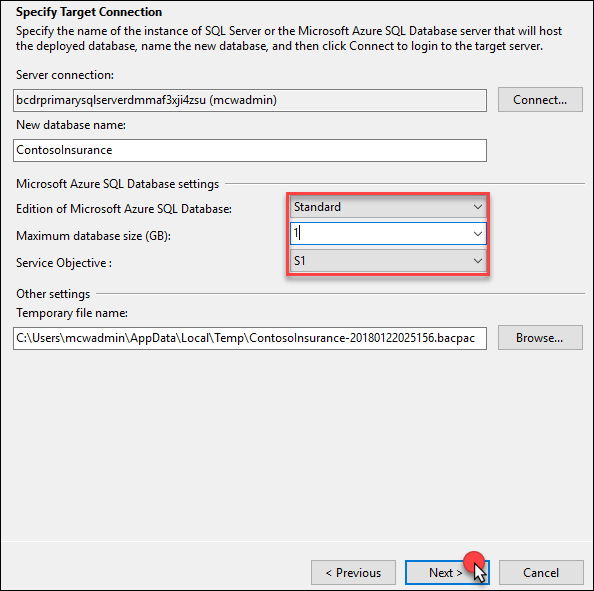 Specify Target Connection
Specify the name of the instance of SQL Server or the Microsoft Azure SQL Database server that will host
the deployed database, name the new database, and then click Connect to login to the target server.
Server connection:
bcdrprimarysqlserverdmmaf3xji4zsu (mcwadmin)
Connect...
New database name:
ContosoInsurance
Microsoft Azure SQL Database settings
Edition of Microsoft Azure SQL Database:
Standard
Maximum database size (GB):
1
Service Objective :
S1
Other settings
Temporary file name:
C:\Users\mcwadmin\AppData\Local\Temp\ContosoInsurance-20180122025156.bacpac
Browse...
< Previous
Next >
Cancel